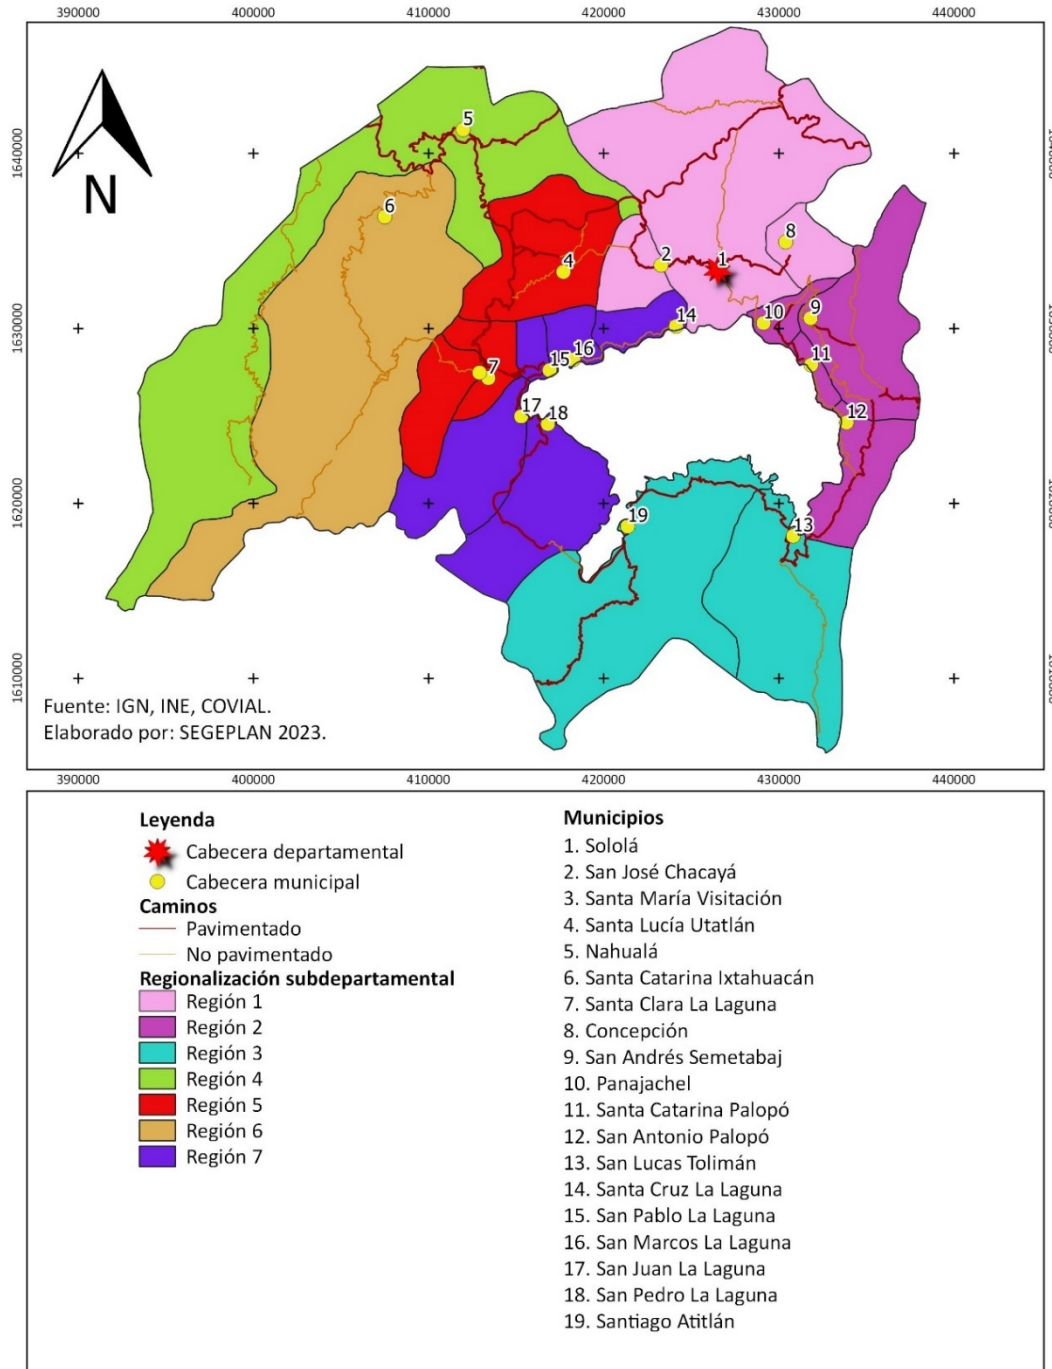 390000 400000 410000 420000 430000 440000
1640000
1640000
1630000
1630000
1620000
1620000
1610000
1610000
N
5
6
8
4
2
1
14
10
9
16
15
7
11
17
18
12
19
13
Fuente: IGN, INE, COVIAL.
Elaborado por: SEGEPLAN 2023.
390000 400000 410000 420000 430000 440000
Leyenda
Cabecera departamental
Cabecera municipal
Caminos
Pavimentado
No pavimentado
Regionalización subdepartamental
Región 1
Región 2
Región 3
Región 4
Región 5
Región 6
Región 7
Municipios
1. Sololá
2. San José Chacayá
3. Santa María Visitación
4. Santa Lucía Utatlán
5. Nahualá
6. Santa Catarina Ixtahuacán
7. Santa Clara La Laguna
8. Concepción
9. San Andrés Semetabaj
10. Panajachel
11. Santa Catarina Palopó
12. San Antonio Palopó
13. San Lucas Tolimán
14. Santa Cruz La Laguna
15. San Pablo La Laguna
16. San Marcos La Laguna
17. San Juan La Laguna
18. San Pedro La Laguna
19. Santiago Atitlán